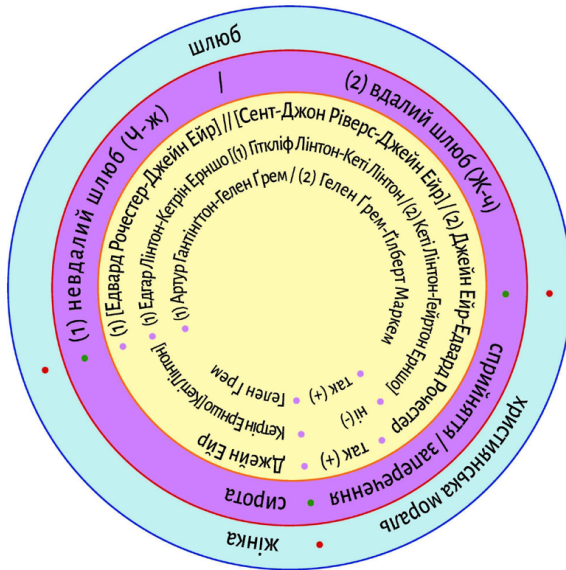 шлюб
(1) невдалий шлюб (Ч-ж) / (2) вдалий шлюб (Ж-ч)
(1) [Едвард Рочестер-Джейн Ейр] // [Сент-Джон Ріверс-Джейн Ейр] / (2) Джейн Ейр-Едвард Рочестер
(1) Едгар Лінтон-Кетрін Ерншо [(1) Гіткліф Лінтон-Кеті Лінтон / (2) Кеті Лінтон-Гейртон Ерншо]
(1) Артур Гантінґтон-Гелен Ґрем / (2) Гелен Ґрем-Ґілберт Маркем
християнська мораль
сприйняття / заперечення
так (+)
ні (-)
так (+)
жінка
сирота
Джейн Ейр
Кетрін Ерншо [Кеті Лінтон]
Гелен Ґрем